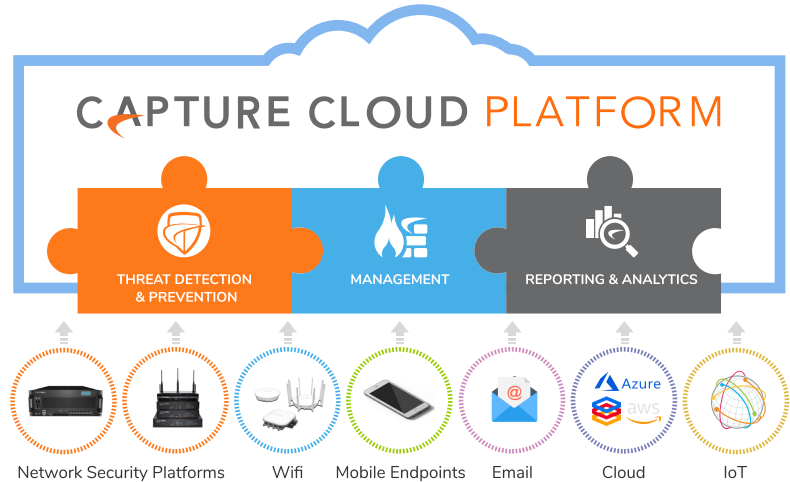 CAPTURE CLOUD PLATFORM
THREAT DETECTION
& PREVENTION
MANAGEMENT
REPORTING & ANALYTICS
@
Azure
aws
Network Security Platforms
Wifi
Mobile Endpoints
Email
Cloud
IoT